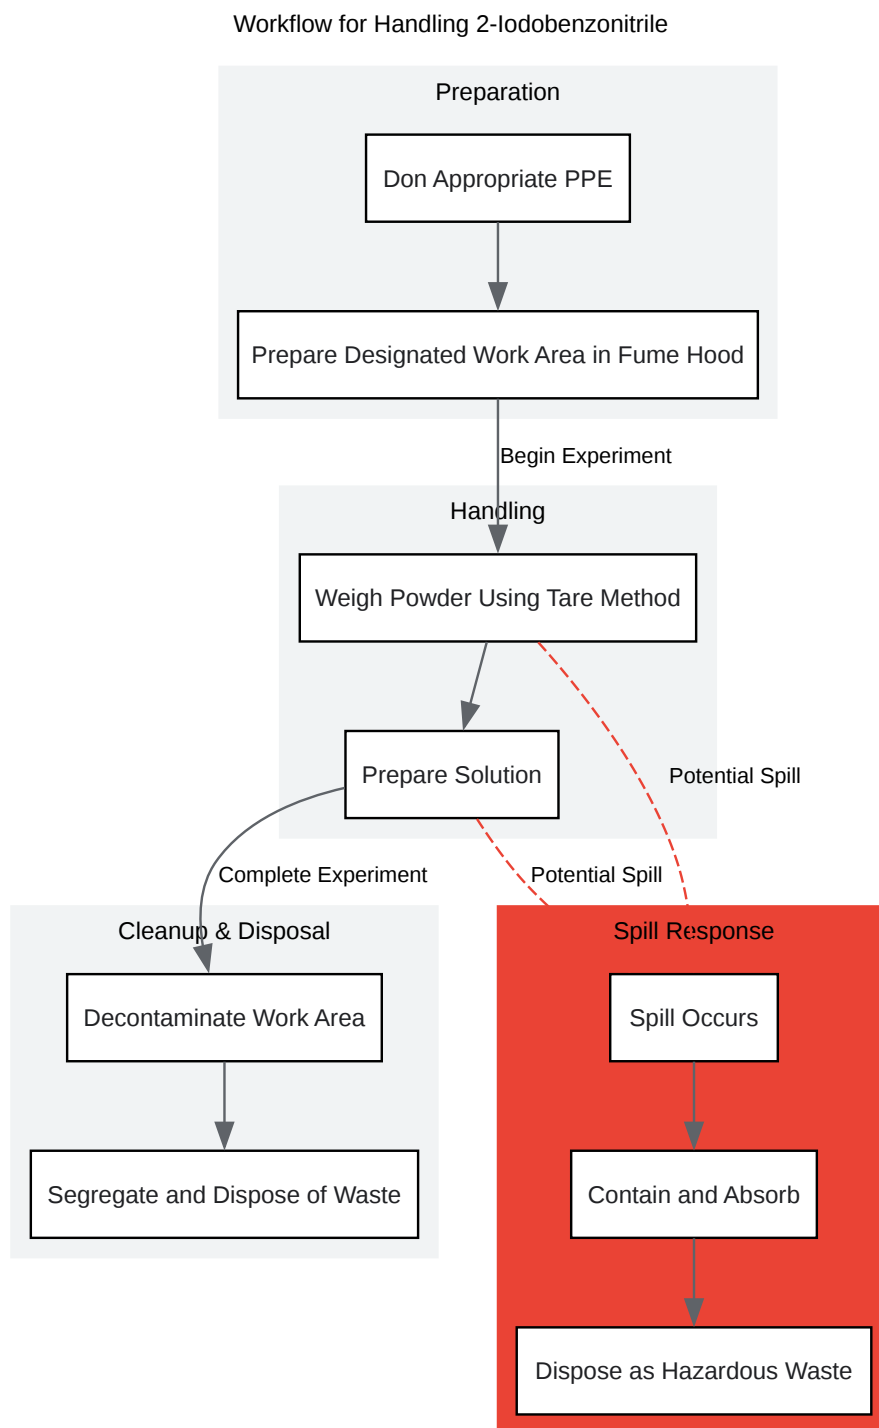 Workflow for Handling 2-Iodobenzonitrile
Preparation
Don Appropriate PPE
Prepare Designated Work Area in Fume Hood
Begin Experiment
Handling
Weigh Powder Using Tare Method
Prepare Solution
Potential Spill
Complete Experiment
Potential Spill
Cleanup & Disposal
Decontaminate Work Area
Segregate and Dispose of Waste
Spill Response
Spill Occurs
Contain and Absorb
Dispose as Hazardous Waste